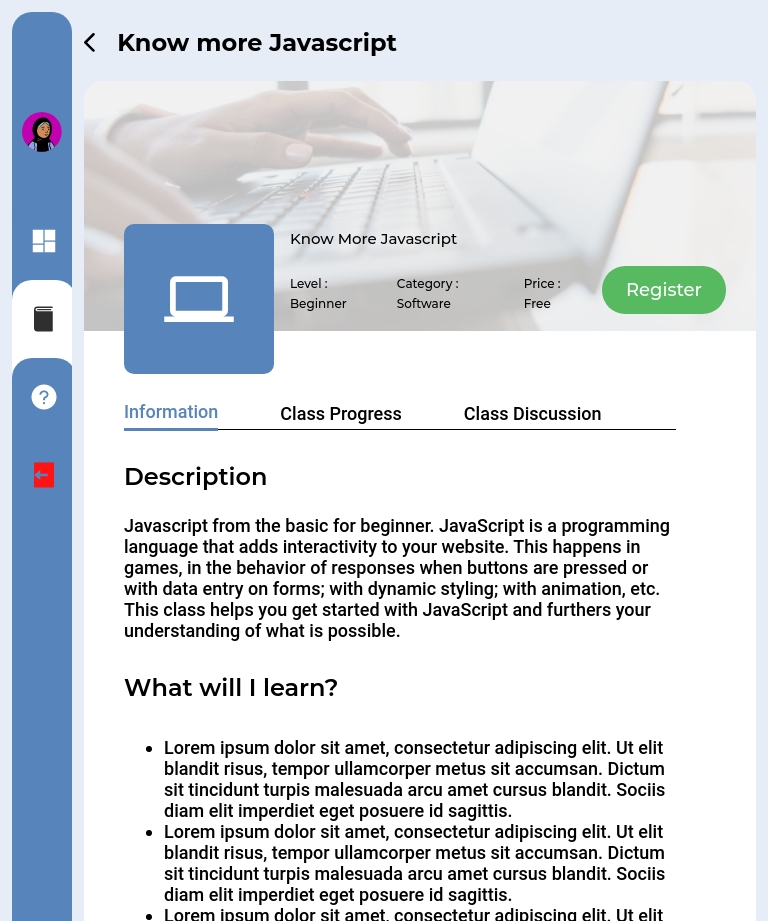 Know more Javascript
Know More Javascript
Level :
Category :
Price :
Beginner
Software
Free
Register
Information
Class Progress
Class Discussion
Description
Javascript from the basic for beginner. JavaScript is a programming
language that adds interactivity to your website. This happens in
games, in the behavior of responses when buttons are pressed or
with data entry on forms; with dynamic styling; with animation, etc.
This class helps you get started with JavaScript and furthers your
understanding of what is possible.
What will I learn?
Lorem ipsum dolor sit amet, consectetur adipiscing elit. Ut elit
blandit risus, tempor ullamcorper metus sit accumsan. Dictum
sit tincidunt turpis malesuada arcu amet cursus blandit. Sociis
diam elit imperdiet eget posuere id sagittis.
Lorem ipsum dolor sit amet, consectetur adipiscing elit. Ut elit
blandit risus, tempor ullamcorper metus sit accumsan. Dictum
sit tincidunt turpis malesuada arcu amet cursus blandit. Sociis
diam elit imperdiet eget posuere id sagittis.
Lorem ipsum dolor sit amet, consectetur adipiscing elit. Ut elit